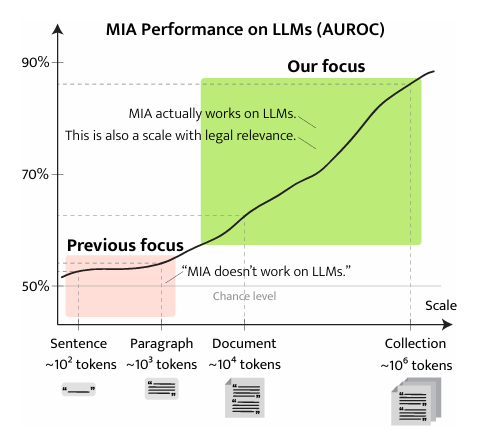 MIA Performance on LLMs (AUROC)
90%
Our focus
MIA actually works on LLMs.
This is also a scale with legal relevance.
70%
Previous focus
“MIA doesn’t work on LLMs.”
50%
Chance level
Scale
Sentence
~10² tokens
Paragraph
~10³ tokens
Document
~10⁴ tokens
Collection
~10⁶ tokens